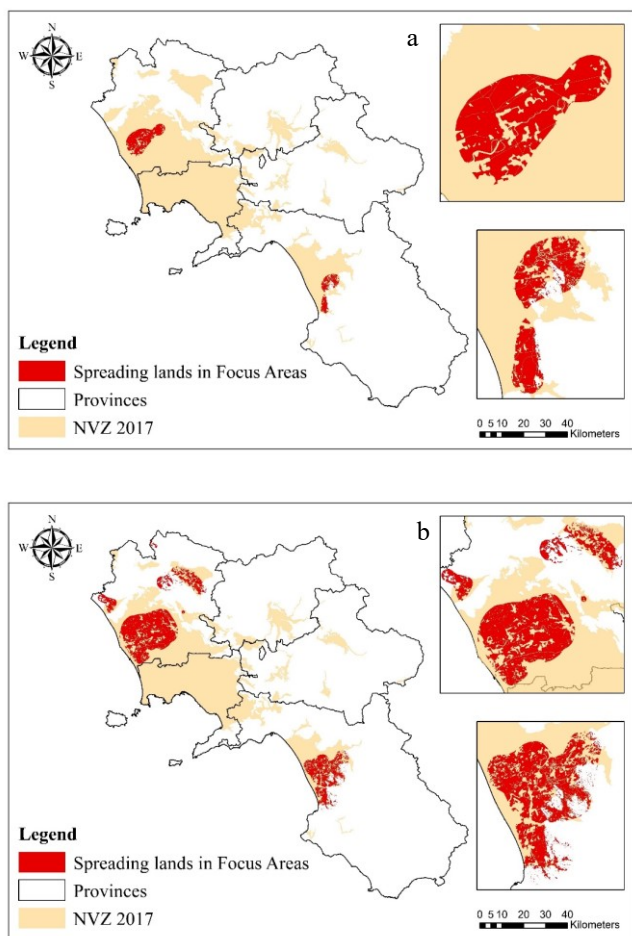 a
N
W
E
S
Legend
Spreading lands in Focus Areas
Provinces
NVZ 2017
0 5 10 20 30 40
Kilometers
b
N
W
E
S
Legend
Spreading lands in Focus Areas
Provinces
NVZ 2017
0 5 10 20 30 40
Kilometers